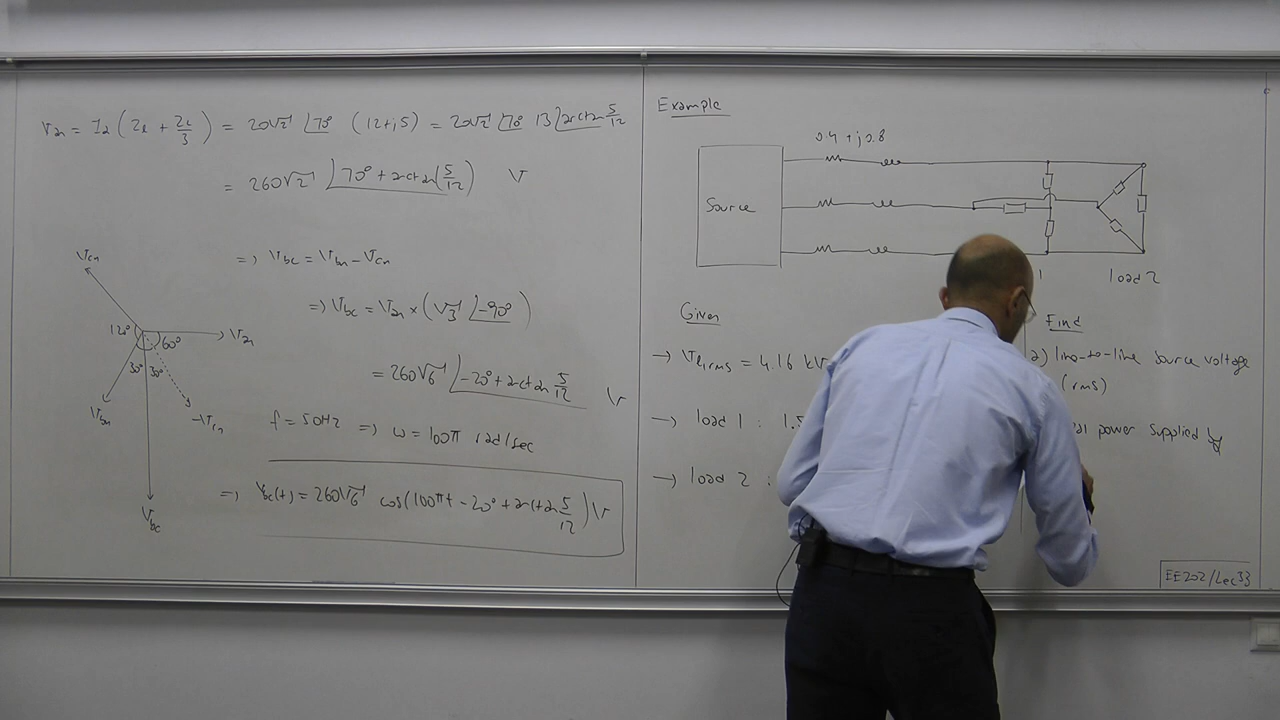 Van = Ia (Zl + ZL/3) = 20√2 ∠70° (12+j5) = 20√2 ∠70° 13 ∠arctan 5/12
= 260√2 ∠70° + arctan(5/12) V
=> Vbc = Vbn - Vcn
=> Vbc = Van × (√3 ∠-90°)
= 260√6 ∠-20° + arctan 5/12 V
f = 50Hz => ω = 100π rad/sec
=> Vbc(t) = 260√6 cos(100πt - 20° + arctan 5/12) V
Vcn
120°
60°
Van
30°
30°
Vbn
-Vcn
Vbc
Example
0.4 + j0.8
Source
1
load 2
Given
→ Vl,rms = 4.16 kV
→ load 1 : 1.5
→ load 2 :
Find
a) line-to-line source voltage
(rms)
power supplied by
EE202/Lec33